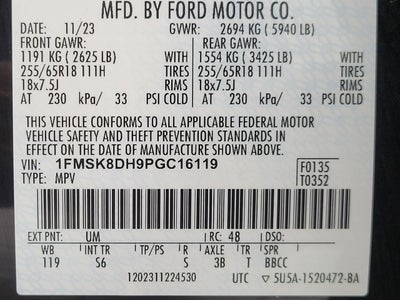 MFD. BY FORD MOTOR CO.
DATE: 11/23 GVWR: 2694 KG ( 5940 LB)
FRONT GAWR: REAR GAWR:
1191 KG ( 2625 LB) WITH 1554 KG ( 3425 LB) WITH
255/65R18 111H TIRES 255/65R18 111H TIRES
18x7.5J RIMS 18x7.5J RIMS
AT 230 kPa/ 33 PSI COLD AT 230 kPa/ 33 PSI COLD
THIS VEHICLE CONFORMS TO ALL APPLICABLE FEDERAL MOTOR
VEHICLE SAFETY AND THEFT PREVENTION STANDARDS IN EFFECT ON
THE DATE OF MANUFACTURE SHOWN ABOVE.
VIN: 1FMSK8DH9PGC16119 F0135
TYPE: MPV T0352
EXT PNT: UM RC: 48 DSO:
WB INT TR TP/PS R AXLE TR SPR
119 S6 S 3B T BBCC
1202311224530 UTC ▽ 5U5A-1520472-BA